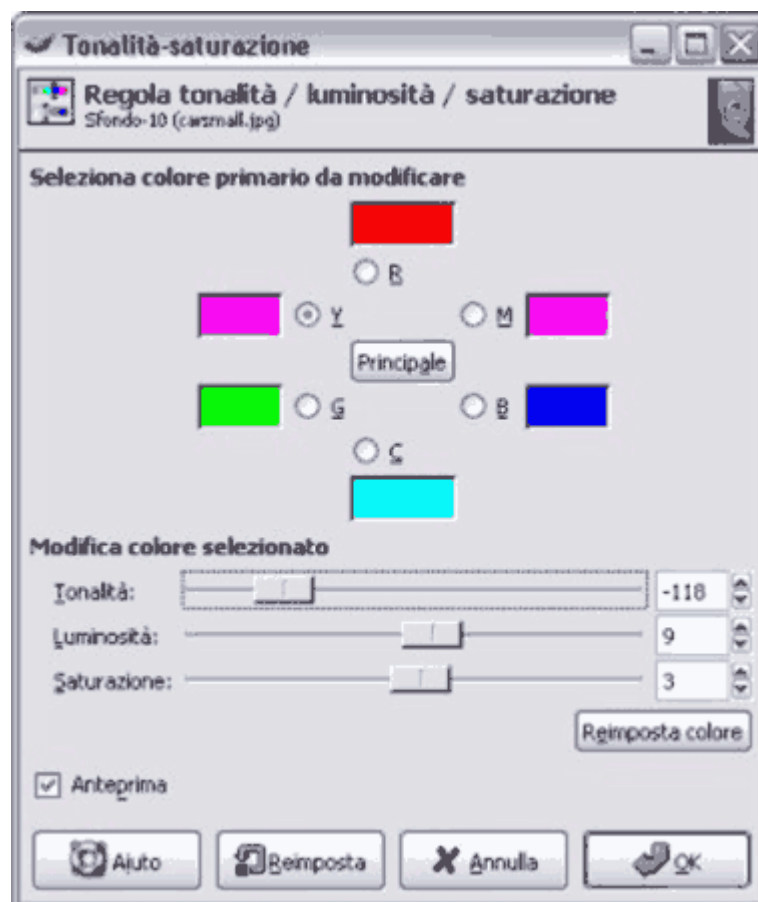 Tonalità-saturazione
Regola tonalità / luminosità / saturazione
Sfondo-10 (carsmall.jpg)
Seleziona colore primario da modificare
R
Y M
Principale
G B
C
Modifica colore selezionato
Tonalità: -118
Luminosità: 9
Saturazione: 3
Reimposta colore
Anteprima
Aiuto Reimposta Annulla OK